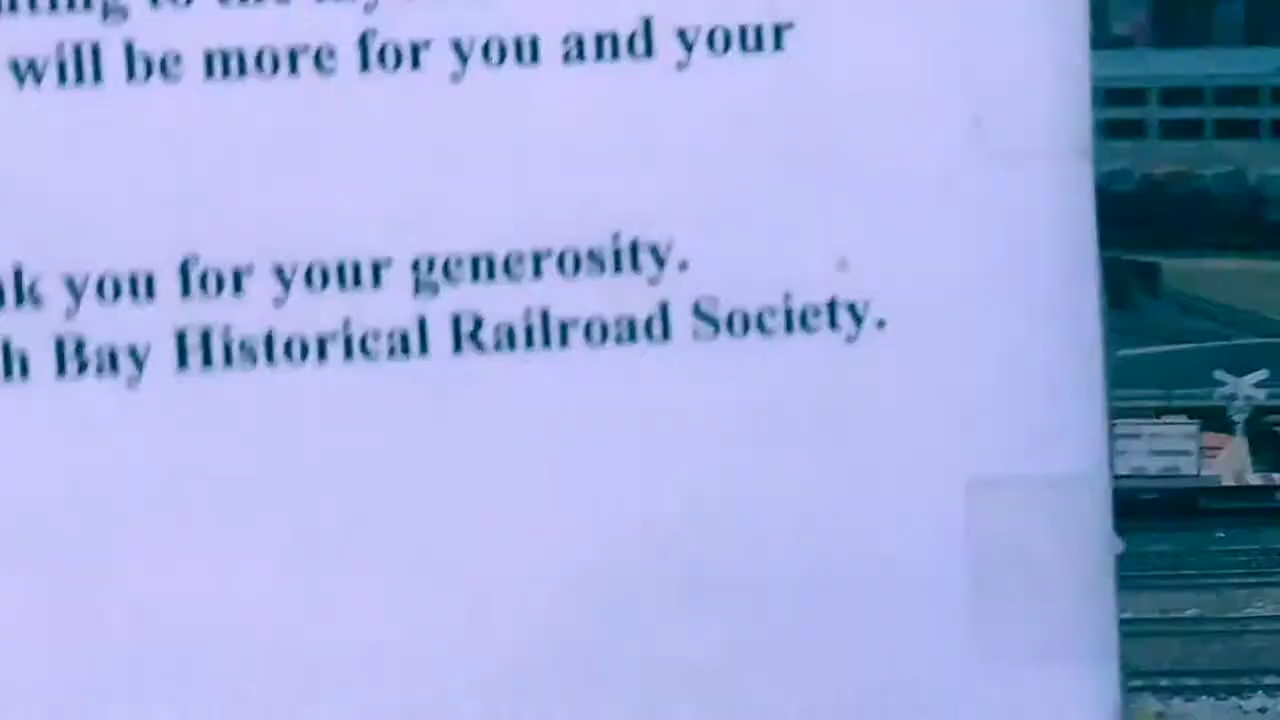 will be more for you and your
you for your generosity.
Bay Historical Railroad Society.